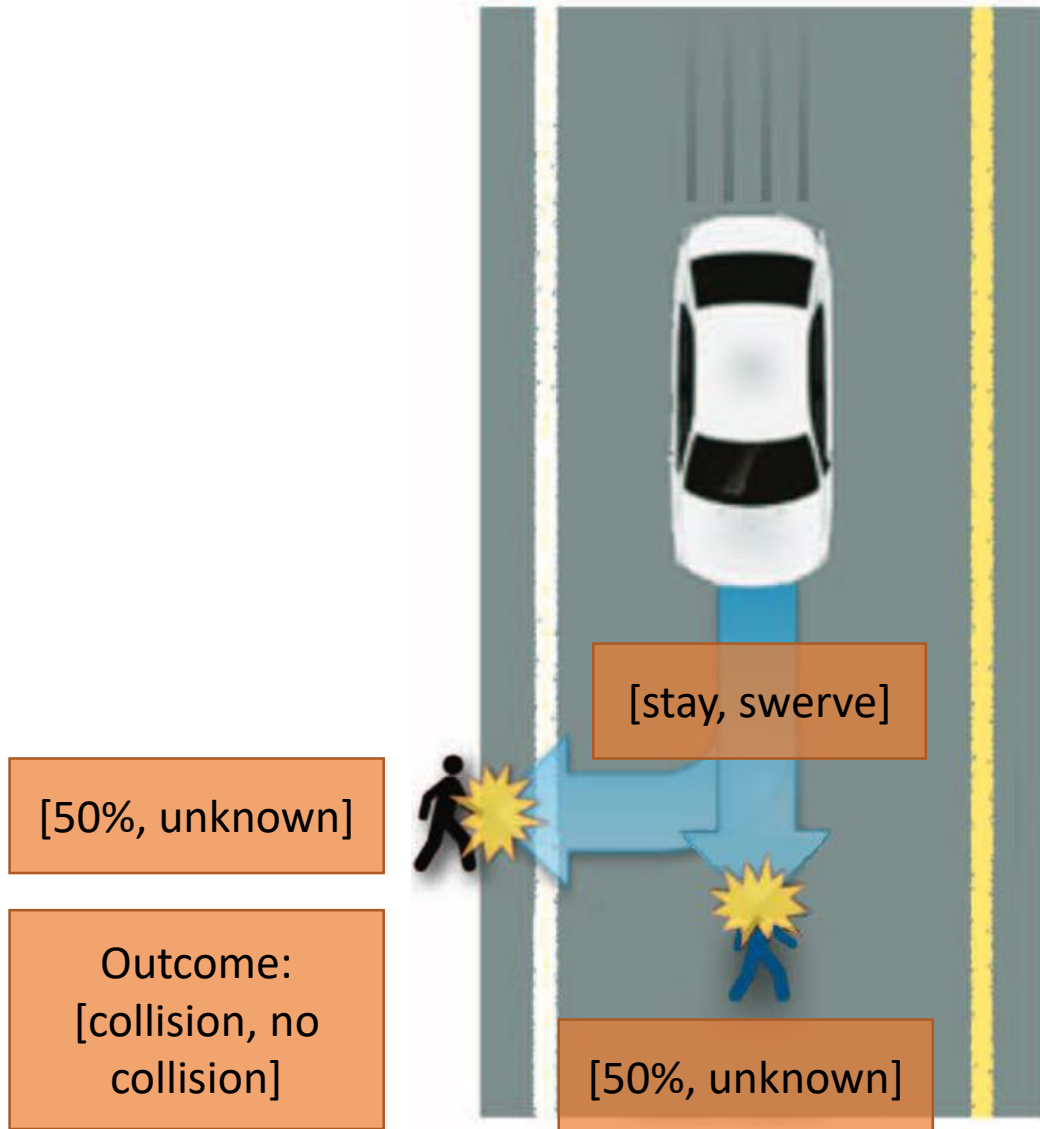 [stay, swerve]
[50%, unknown]
Outcome:
[collision, no
collision]
[50%, unknown]